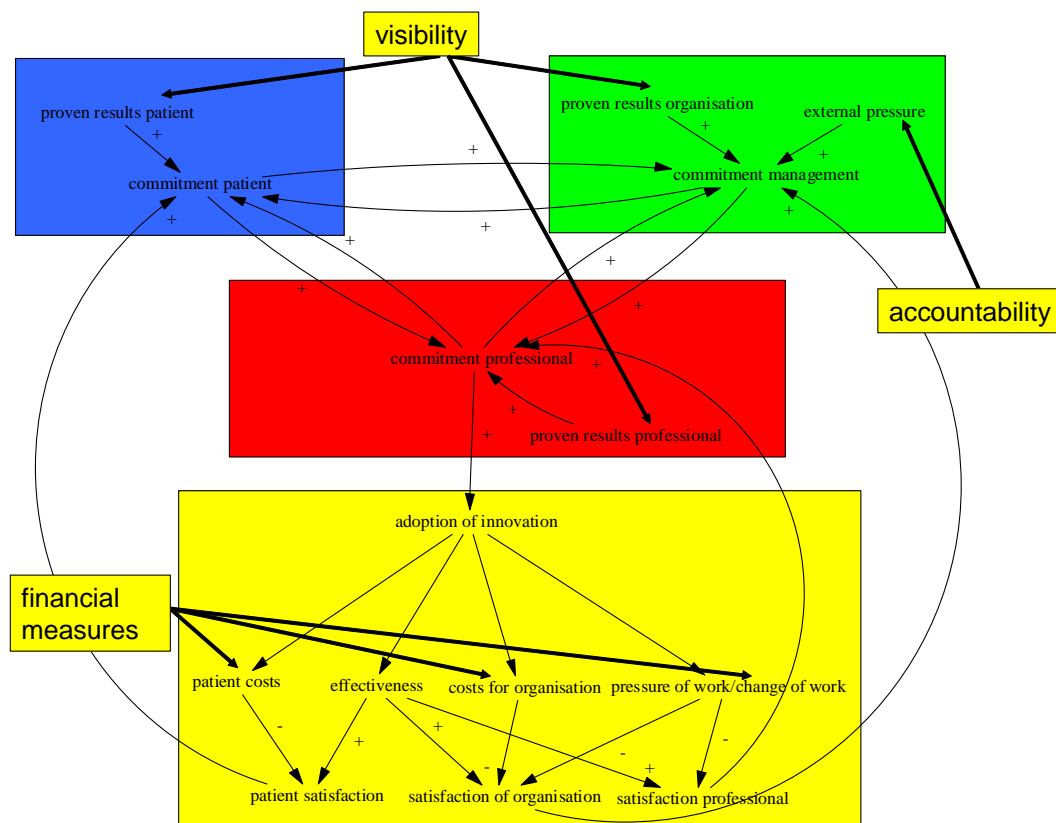 visibility
proven results patient
proven results organisation
external pressure
+
+
+
+
commitment patient
commitment management
+
+
+
+
+
+
+
accountability
commitment professional
+
+
+
proven results professional
adoption of innovation
financial
measures
patient costs
effectiveness
costs for organisation
pressure of work/change of work
-
+
+
-
-
-
+
patient satisfaction
satisfaction of organisation
satisfaction professional